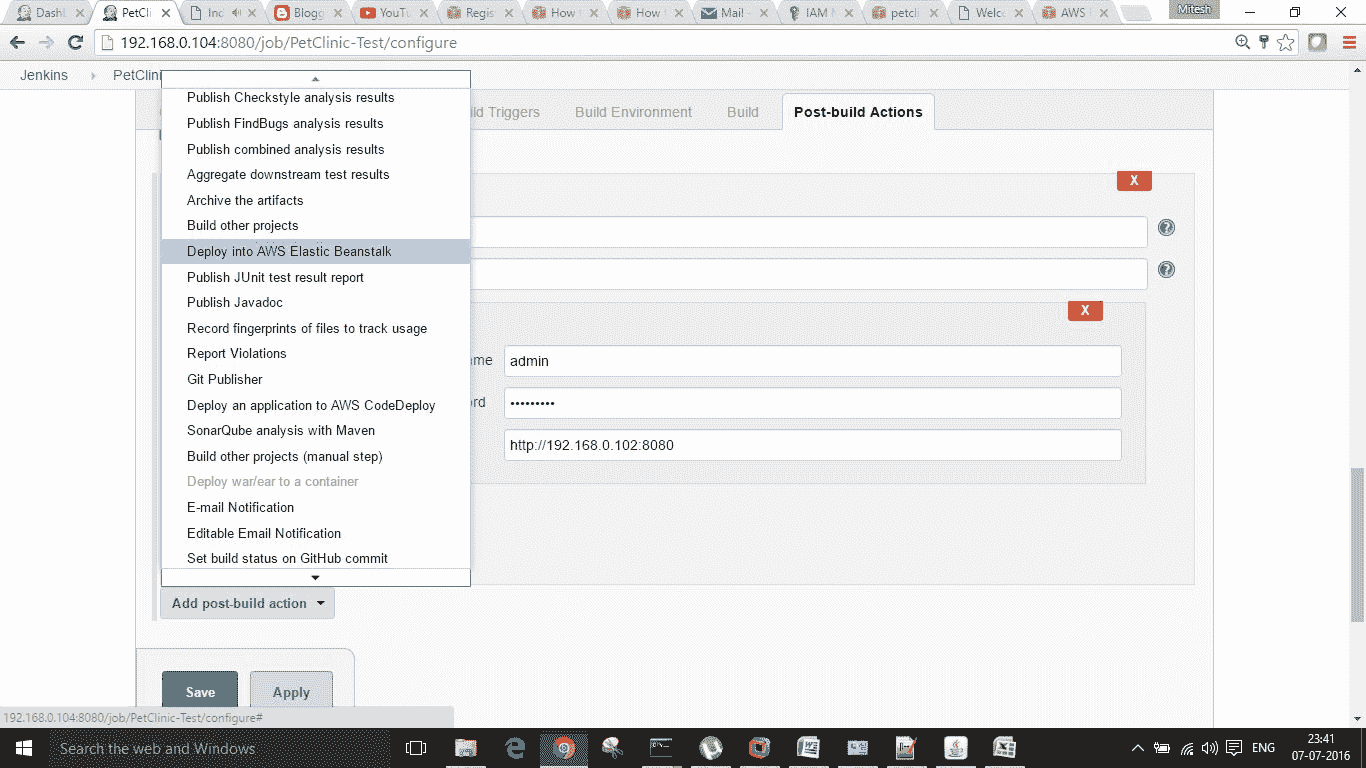 DashL
PetClin
Ind
Blogg
YouTu
Regis
How t
How t
Mail
IAM M
petcli
Welco
AWS
Mitesh
192.168.0.104:8080/job/PetClinic-Test/configure
Jenkins
PetClin
ild Triggers
Build Environment
Build
Post-build Actions
Publish Checkstyle analysis results
Publish FindBugs analysis results
Publish combined analysis results
Aggregate downstream test results
Archive the artifacts
Build other projects
Deploy into AWS Elastic Beanstalk
Publish JUnit test result report
Publish Javadoc
Record fingerprints of files to track usage
Report Violations
Git Publisher
Deploy an application to AWS CodeDeploy
SonarQube analysis with Maven
Build other projects (manual step)
Deploy war/ear to a container
E-mail Notification
Editable Email Notification
Set build status on GitHub commit
X
X
ame
admin
ord
•••••••••
http://192.168.0.102:8080
Add post-build action
Save
Apply
192.168.0.104:8080/job/PetClinic-Test/configure#
Search the web and Windows
ENG
23:41
07-07-2016